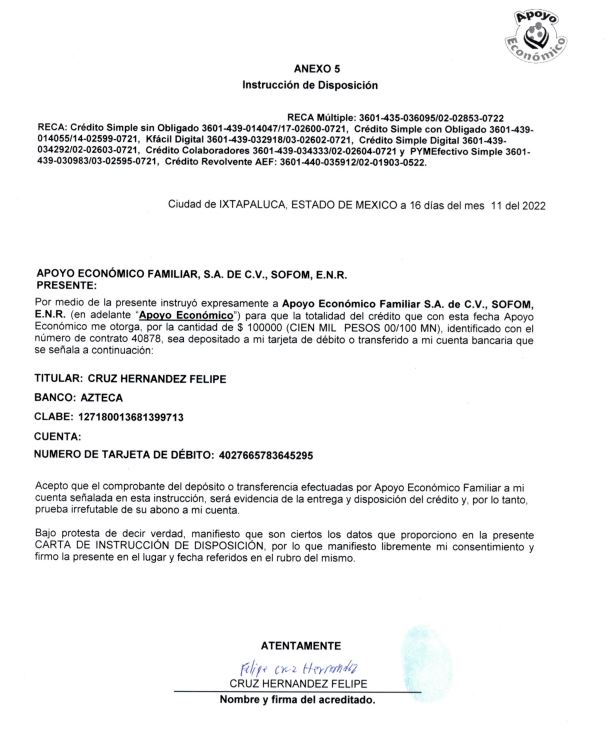 Apoyo
Económico
ANEXO 5
Instrucción de Disposición
RECA Múltiple: 3601-435-036095/02-02853-0722
RECA: Crédito Simple sin Obligado 3601-439-014047/17-02600-0721, Crédito Simple con Obligado 3601-439-
014055/14-02599-0721, Kfácil Digital 3601-439-032918/03-02602-0721, Crédito Simple Digital 3601-439-
034292/02-02603-0721, Crédito Colaboradores 3601-439-034333/02-02604-0721 y PYMEfectivo Simple 3601-
439-030983/03-02595-0721, Crédito Revolvente AEF: 3601-440-035912/02-01903-0522.
Ciudad de IXTAPALUCA, ESTADO DE MEXICO a 16 días del mes 11 del 2022
APOYO ECONÓMICO FAMILIAR, S.A. DE C.V., SOFOM, E.N.R.
PRESENTE:
Por medio de la presente instruyó expresamente a Apoyo Económico Familiar S.A. de C.V., SOFOM,
E.N.R. (en adelante “Apoyo Económico”) para que la totalidad del crédito que con esta fecha Apoyo
Económico me otorga, por la cantidad de $ 100000 (CIEN MIL PESOS 00/100 MN), identificado con el
número de contrato 40878, sea depositado a mi tarjeta de débito o transferido a mi cuenta bancaria que
se señala a continuación:
TITULAR: CRUZ HERNANDEZ FELIPE
BANCO: AZTECA
CLABE: 127180013681399713
CUENTA:
NUMERO DE TARJETA DE DÉBITO: 4027665783645295
Acepto que el comprobante del depósito o transferencia efectuadas por Apoyo Económico Familiar a mi
cuenta señalada en esta instrucción, será evidencia de la entrega y disposición del crédito y, por lo tanto,
prueba irrefutable de su abono a mi cuenta.
Bajo protesta de decir verdad, manifiesto que son ciertos los datos que proporciono en la presente
CARTA DE INSTRUCCIÓN DE DISPOSICIÓN, por lo que manifiesto libremente mi consentimiento y
firmo la presente en el lugar y fecha referidos en el rubro del mismo.
ATENTAMENTE
Felipe cruz Hernandez
CRUZ HERNANDEZ FELIPE
Nombre y firma del acreditado.